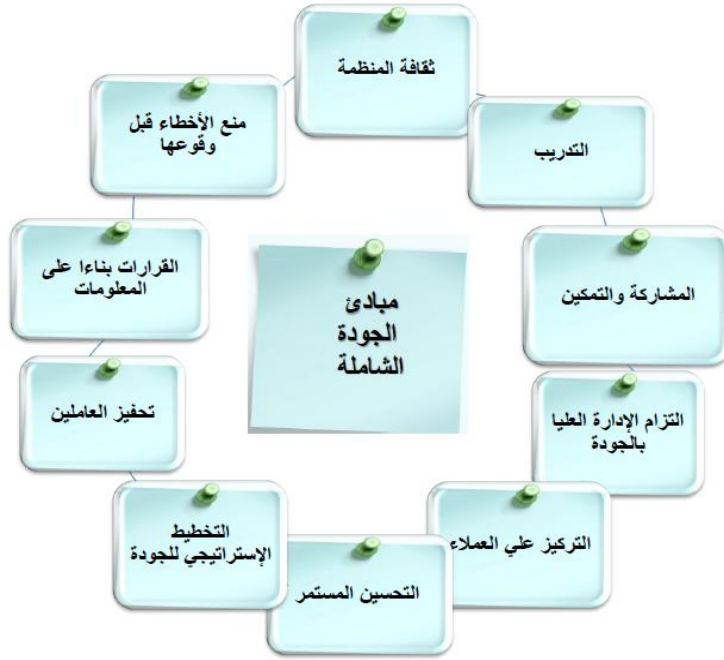 ثقافة المنظمة
التدريب
المشاركة والتمكين
التزام الإدارة العليا
بالجودة
التركيز علي العملاء
التحسين المستمر
التخطيط
الإستراتيجي للجودة
تحفيز العاملين
القرارات بناءا على
المعلومات
منع الأخطاء قبل
وقوعها
مبادئ
الجودة
الشاملة